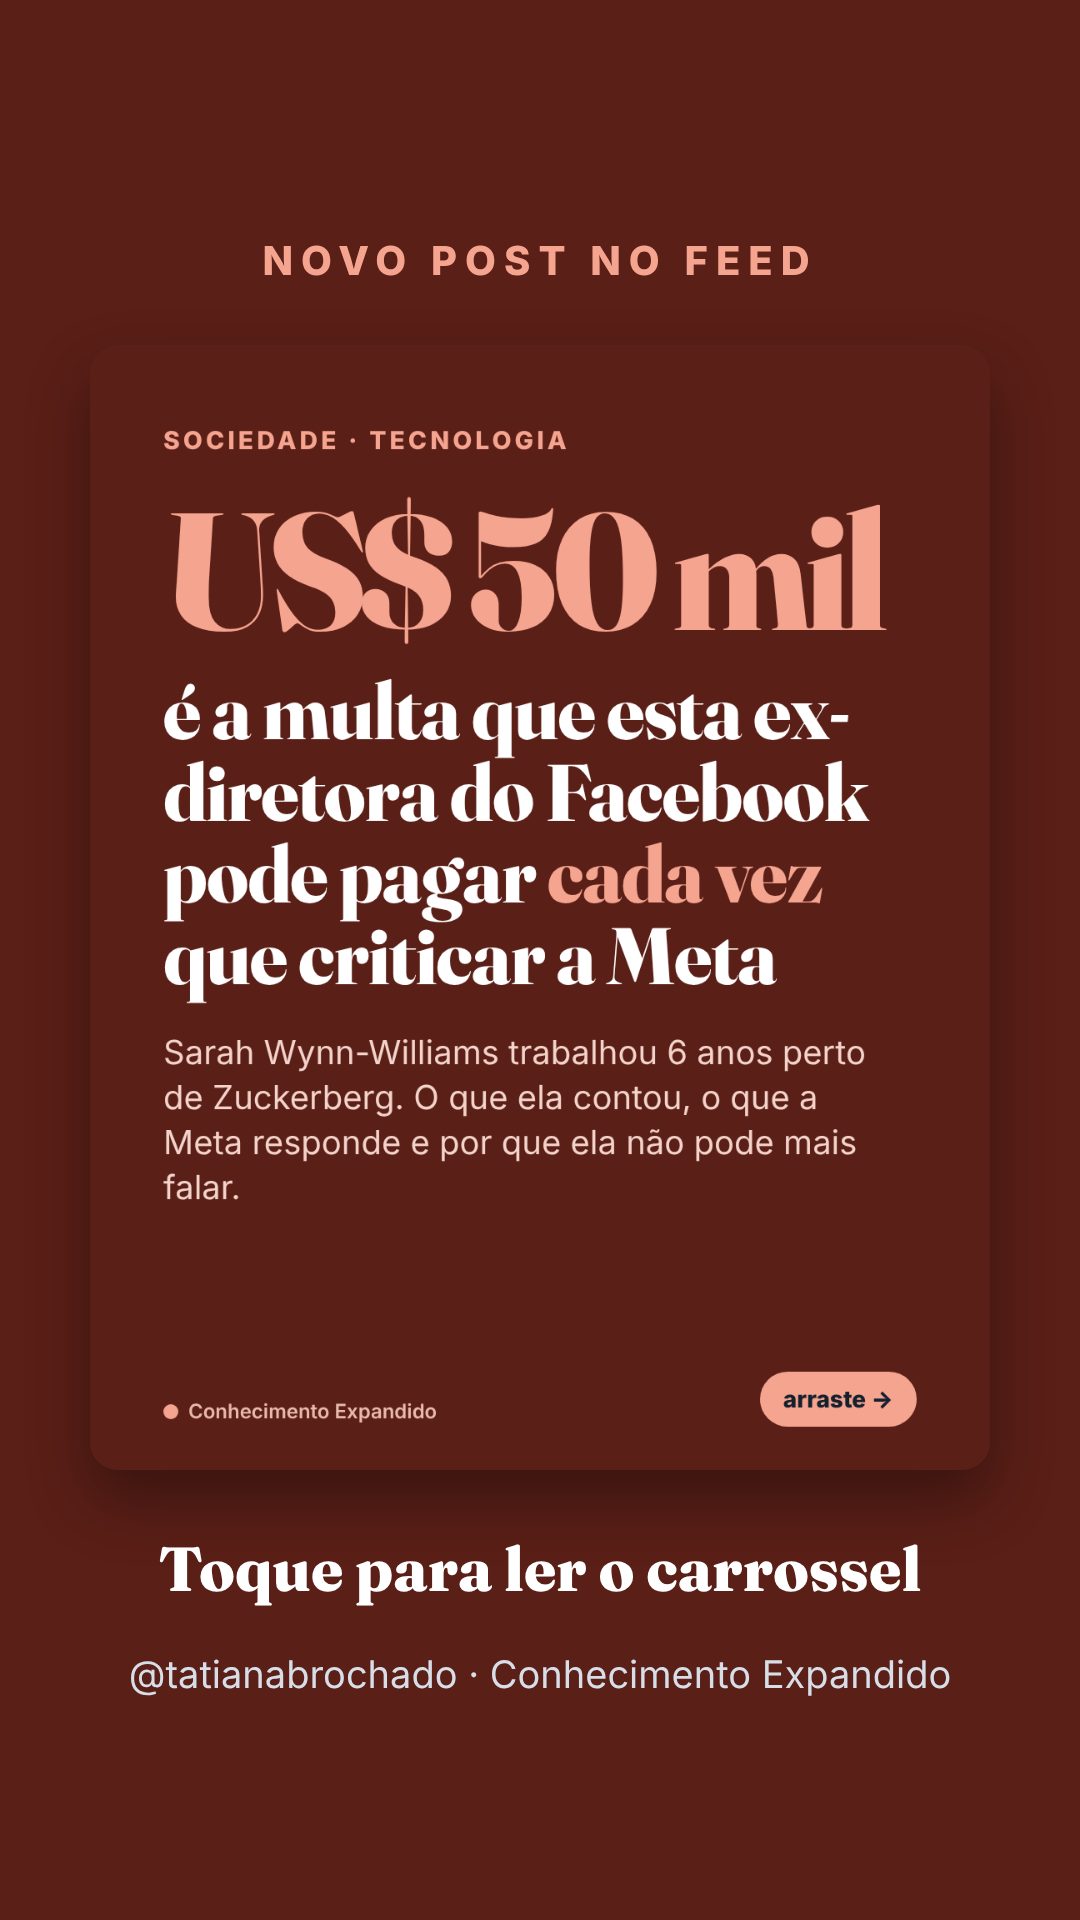 NOVO POST NO FEED
SOCIEDADE · TECNOLOGIA
US$ 50 mil
é a multa que esta ex-
diretora do Facebook
pode pagar cada vez
que criticar a Meta
Sarah Wynn-Williams trabalhou 6 anos perto
de Zuckerberg. O que ela contou, o que a
Meta responde e por que ela não pode mais
falar.
Conhecimento Expandido
arraste →
Toque para ler o carrossel
@tatianabrochado · Conhecimento Expandido